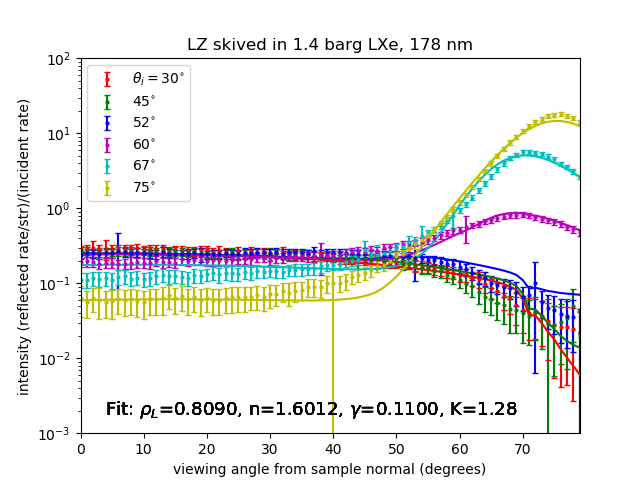 LZ skived in 1.4 barg LXe, 178 nm
10²
10¹
10⁰
10⁻¹
10⁻²
10⁻³
intensity (reflected rate/str)/(incident rate)
θᵢ = 30°
45°
52°
60°
67°
75°
Fit: ρ_L=0.8090, n=1.6012, γ=0.1100, K=1.28
0 10 20 30 40 50 60 70
viewing angle from sample normal (degrees)